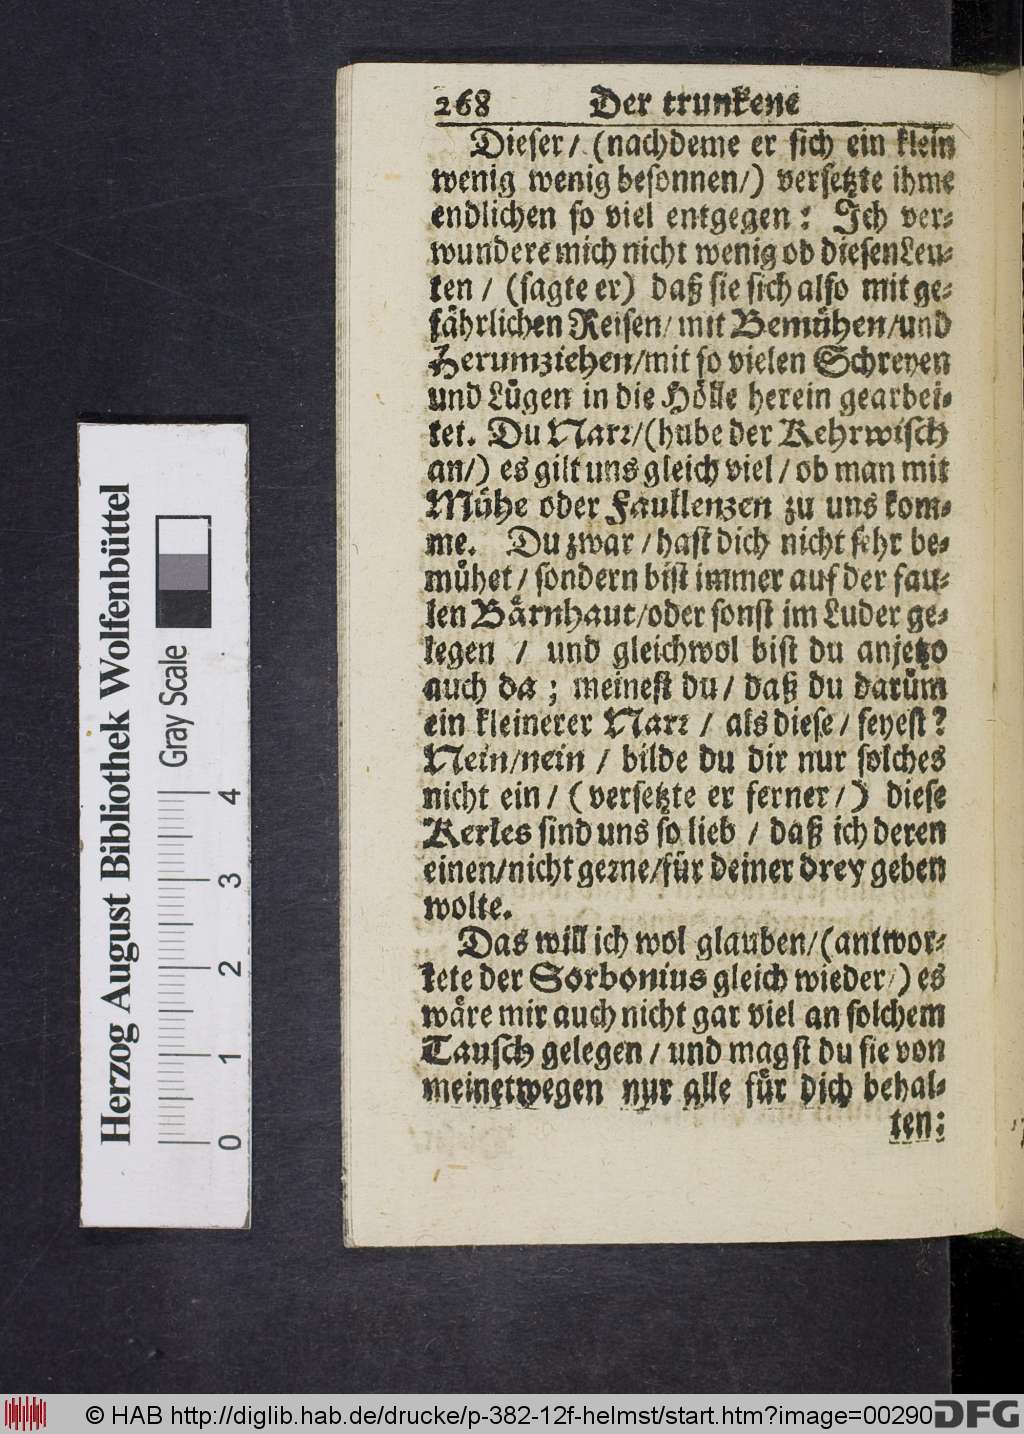 268 Der trunkene
Dieser/ (nachdeme er sich ein klein
wenig wenig besonnen/) versetzte ihme
endlichen so viel entgegen: Ich ver-
wundere mich nicht wenig ob diesen Leu-
ten / (sagte er) daß sie sich also mit ge-
fährlichen Reisen/ mit Bemühen/und
Herumziehen/mit so vielen Schreyen
und Lügen in die Hölle herein gearbei-
tet. Du Narr/(hube der Kehrwisch
an/) es gilt uns gleich viel / ob man mit
Mühe oder Faullenzen zu uns kom-
me. Du zwar / hast dich nicht sehr be-
mühet / sondern bist immer auf der fau-
len Bärnhaut/oder sonst im Luder ge-
legen / und gleichwol bist du anjetzo
auch da ; meinest du / daß du darüm
ein kleinerer Narr / als diese / seyest?
Nein/nein / bilde du dir nur solches
nicht ein / ( versetzte er ferner /) diese
Kerles sind uns so lieb / daß ich deren
einen/nicht gerne/für deiner drey geben
wolte.
Das will ich wol glauben/(antwor-
tete der Sorbonius gleich wieder/) es
wäre mir auch nicht gar viel an solchem
Tausch gelegen / und magst du sie von
meinetwegen nur alle für dich behal-
ten:
Herzog August Bibliothek Wolfenbüttel
Gray Scale
0 1 2 3 4
© HAB http://diglib.hab.de/drucke/p-382-12f-helmst/start.htm?image=00290
DFG